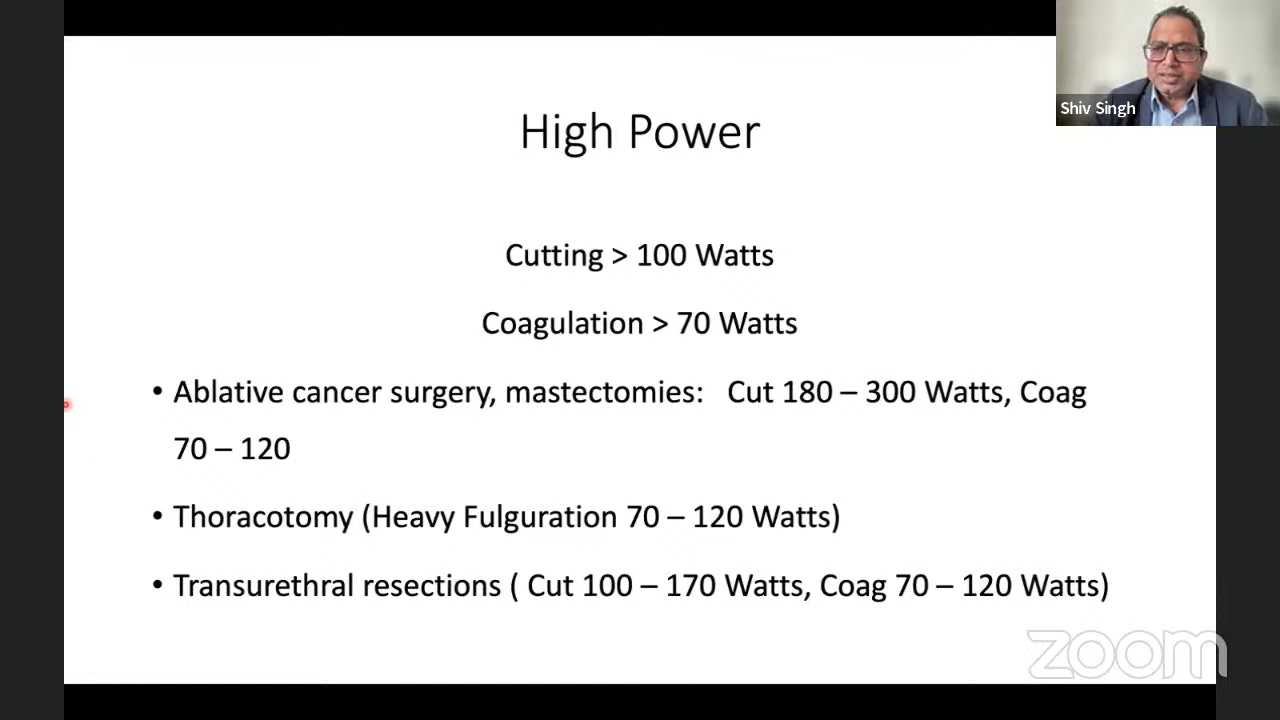 Shiv Singh
High Power
Cutting > 100 Watts
Coagulation > 70 Watts
• Ablative cancer surgery, mastectomies: Cut 180 – 300 Watts, Coag
70 – 120
• Thoracotomy (Heavy Fulguration 70 – 120 Watts)
• Transurethral resections ( Cut 100 – 170 Watts, Coag 70 – 120 Watts)
zoom